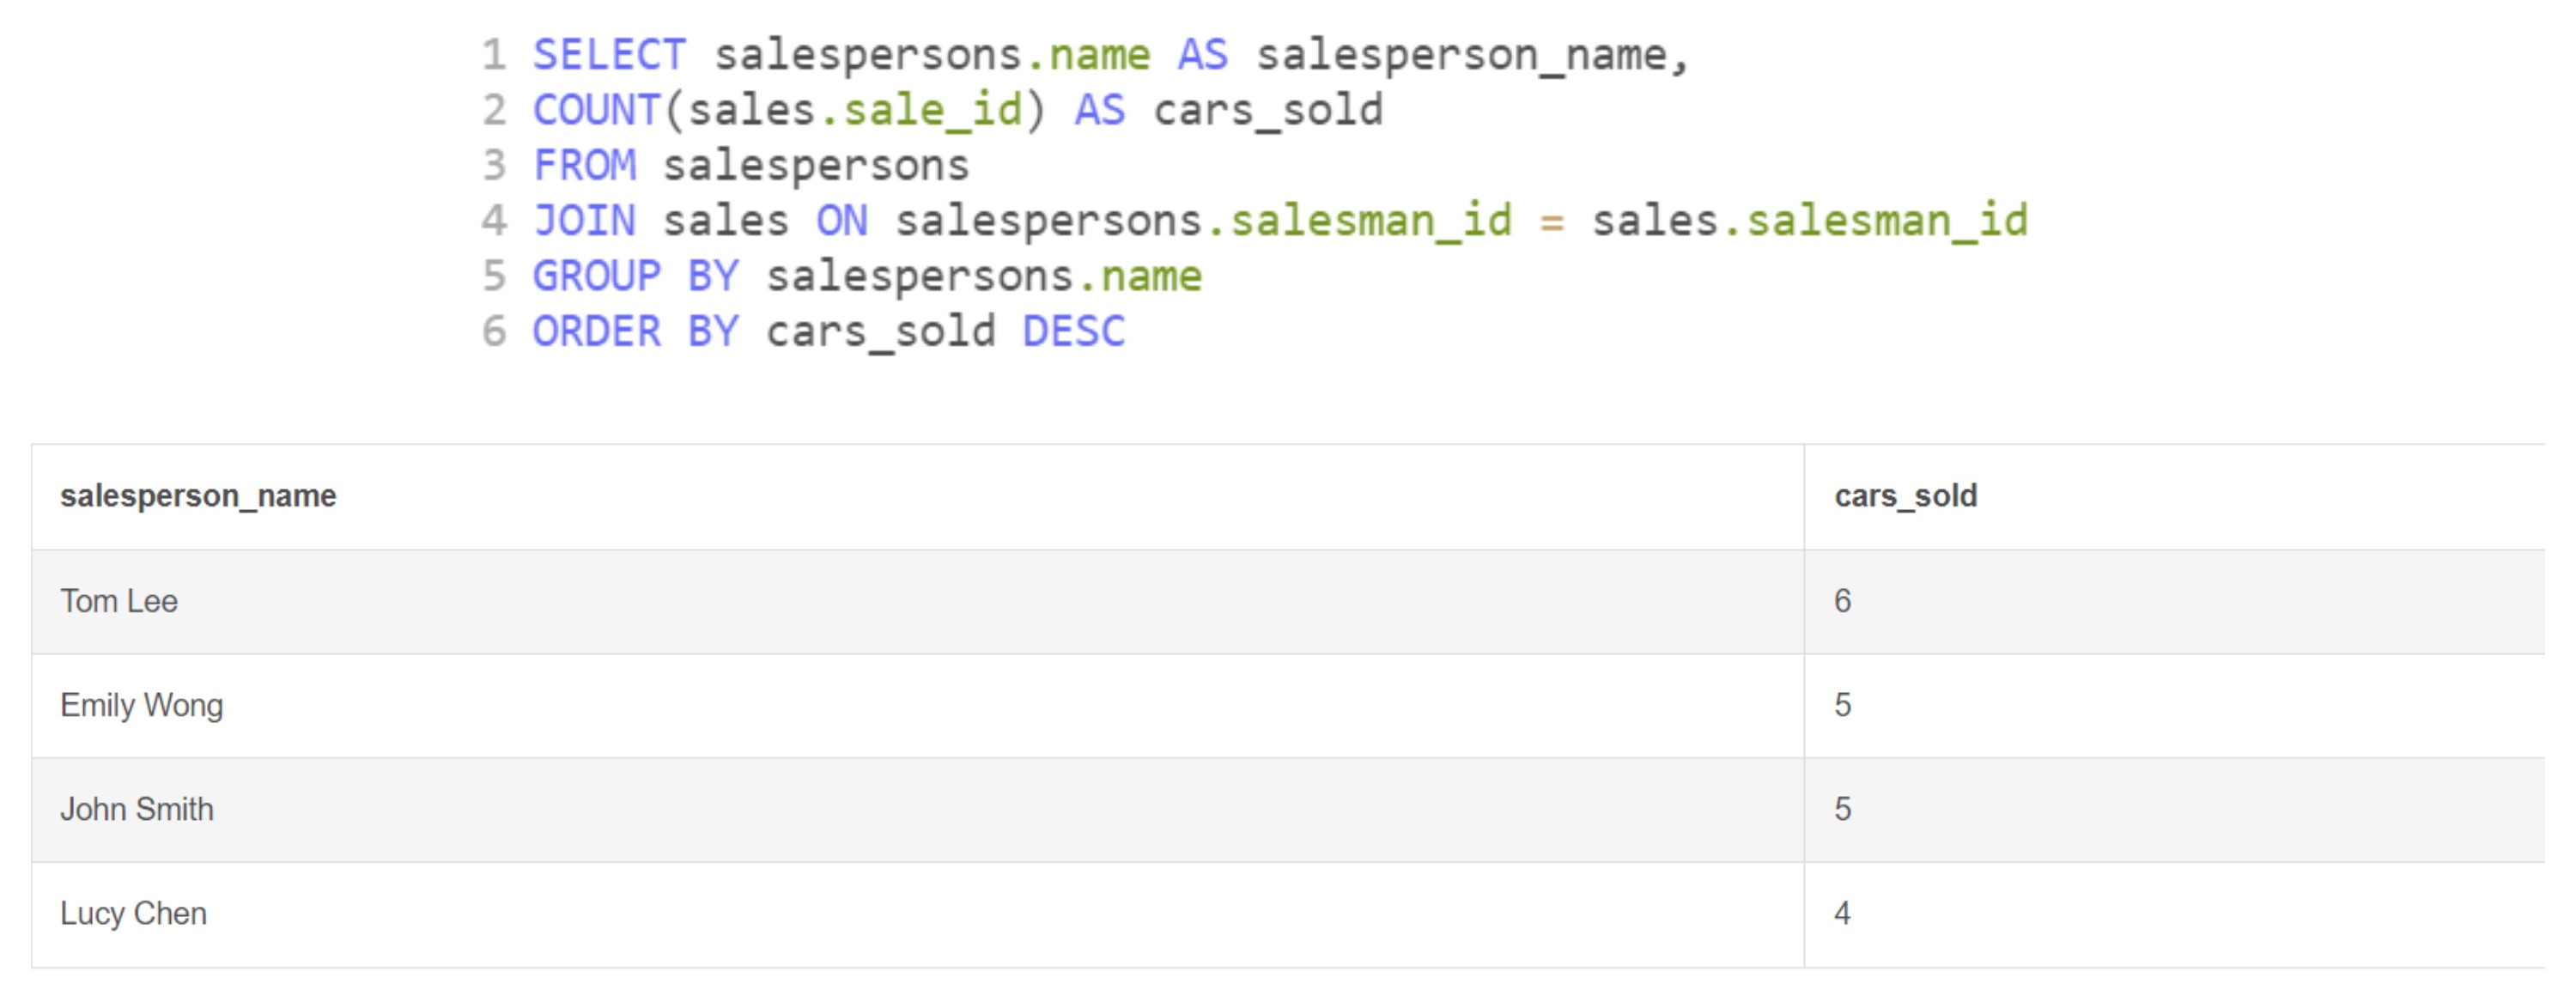 1 SELECT salespersons.name AS salesperson_name,
2 COUNT(sales.sale_id) AS cars_sold
3 FROM salespersons
4 JOIN sales ON salespersons.salesman_id = sales.salesman_id
5 GROUP BY salespersons.name
6 ORDER BY cars_sold DESC
salesperson_name cars_sold
Tom Lee 6
Emily Wong 5
John Smith 5
Lucy Chen 4